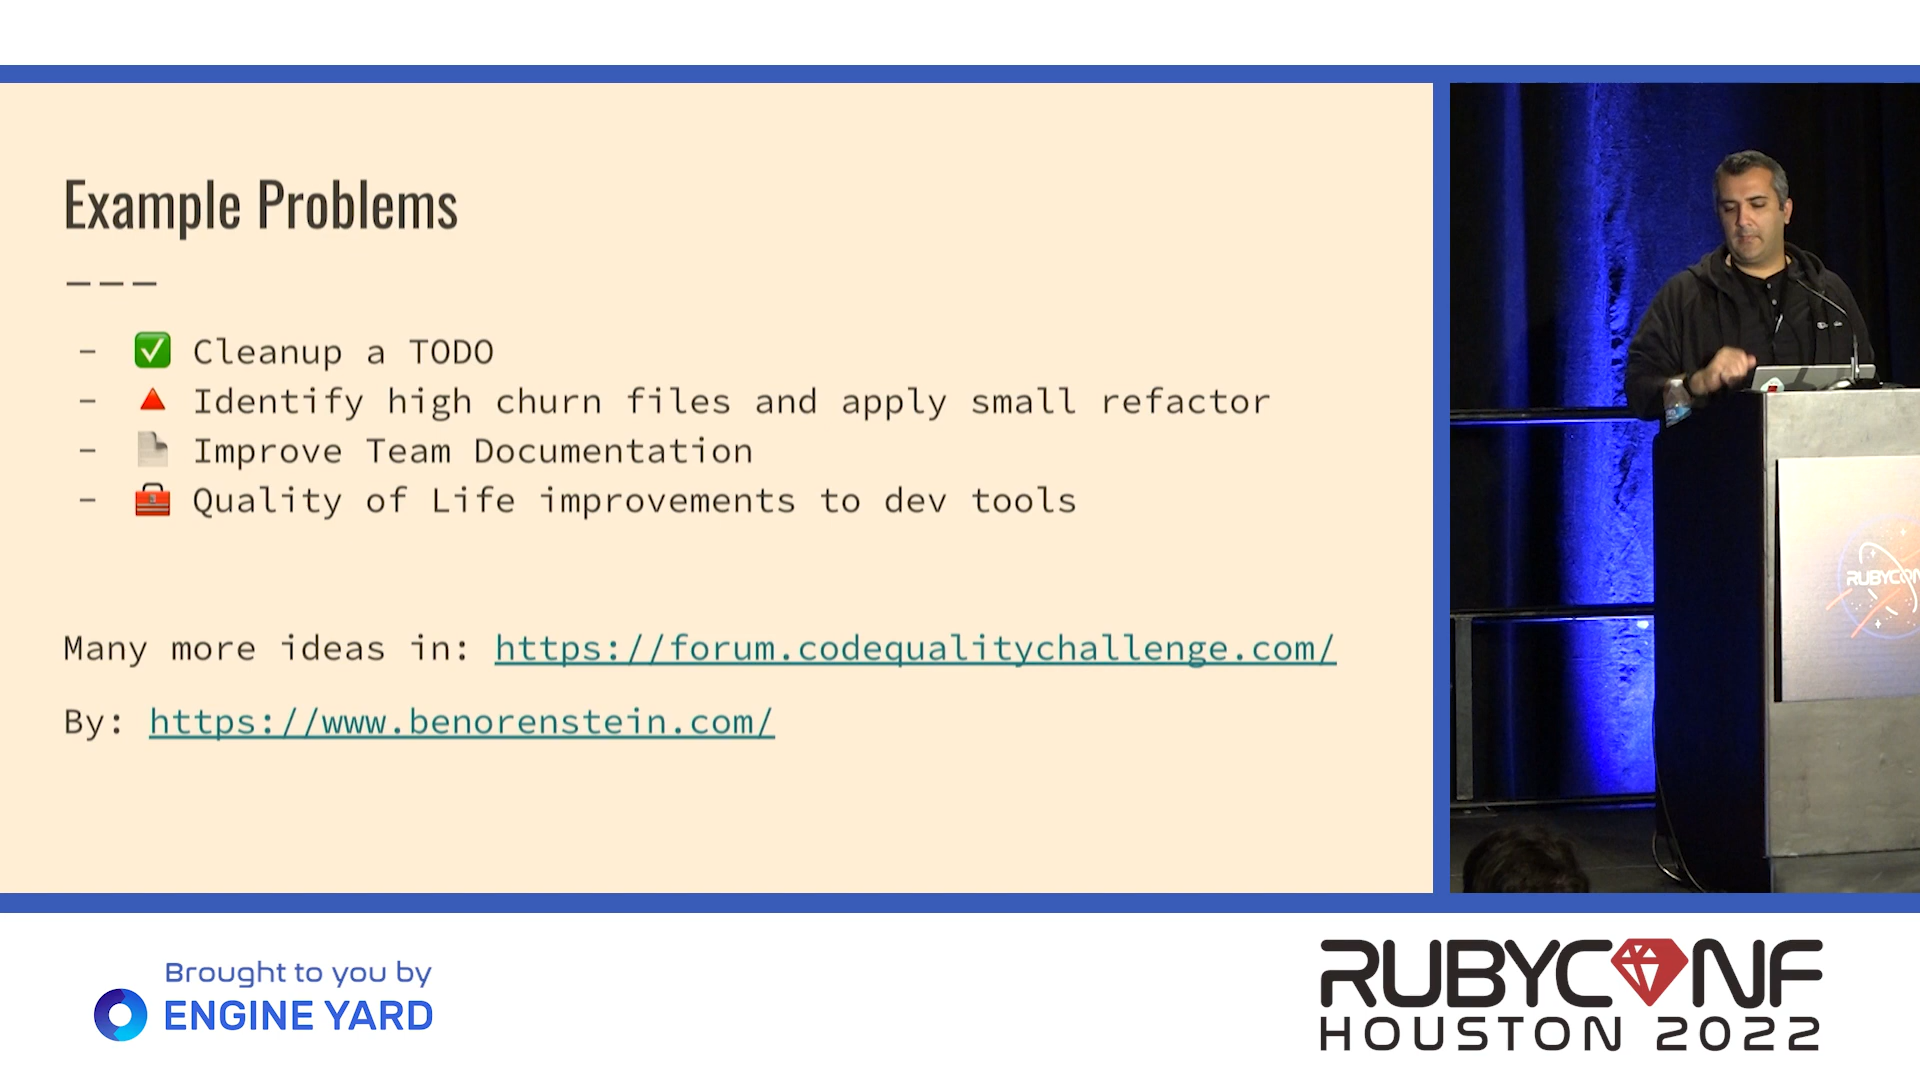 Example Problems
———
- ✅ Cleanup a TODO
- 🔺 Identify high churn files and apply small refactor
- 📄 Improve Team Documentation
- 🧰 Quality of Life improvements to dev tools
Many more ideas in: https://forum.codequalitychallenge.com/
By: https://www.benorenstein.com/
RUBYCON
Brought to you by
ENGINE YARD
RUBYCONF
HOUSTON 2022